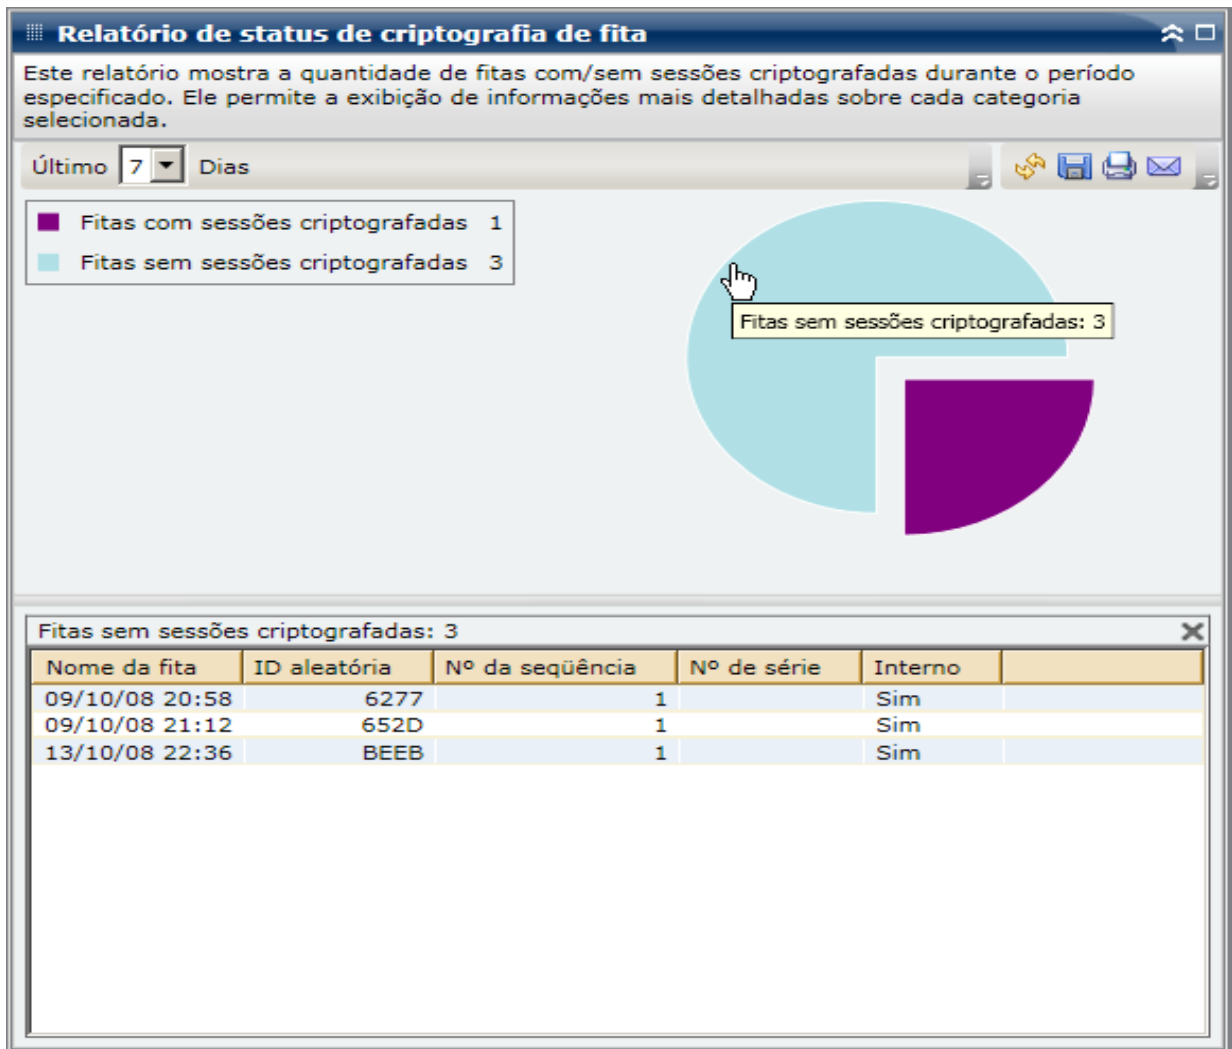 Relatório de status de criptografia de fita
Este relatório mostra a quantidade de fitas com/sem sessões criptografadas durante o período
especificado. Ele permite a exibição de informações mais detalhadas sobre cada categoria
selecionada.
Último 7 Dias
Fitas com sessões criptografadas 1
Fitas sem sessões criptografadas 3
Fitas sem sessões criptografadas: 3
Fitas sem sessões criptografadas: 3
Nome da fita ID aleatória Nº da seqüência Nº de série Interno
09/10/08 20:58 6277 1 Sim
09/10/08 21:12 652D 1 Sim
13/10/08 22:36 BEEB 1 Sim